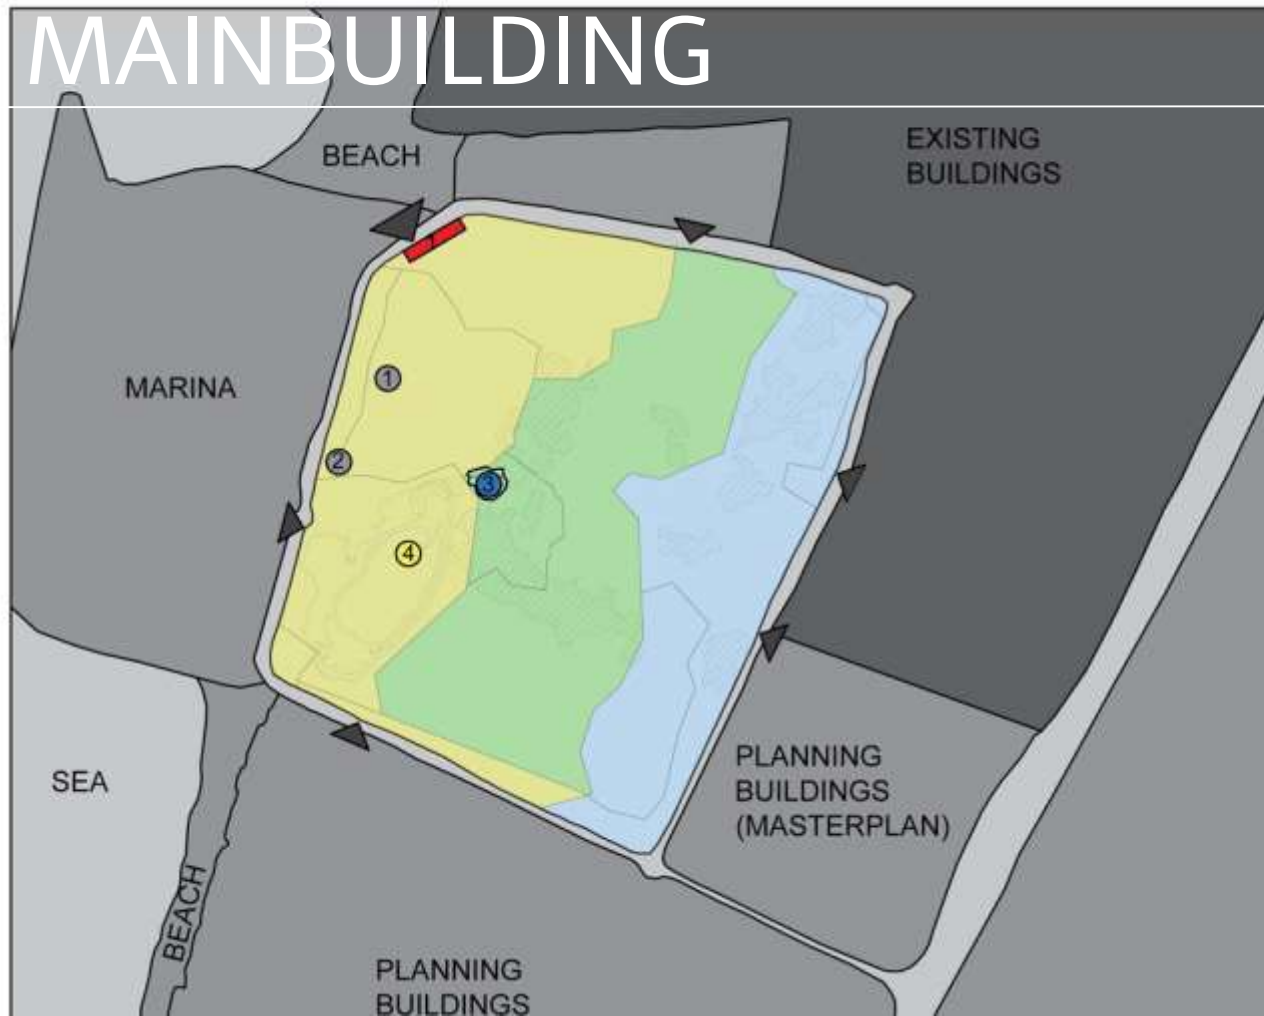 MAINBUILDING
BEACH
EXISTING
BUILDINGS
MARINA
1
2
3
4
SEA
PLANNING
BUILDINGS
(MASTERPLAN)
BEACH
PLANNING
BUILDINGS